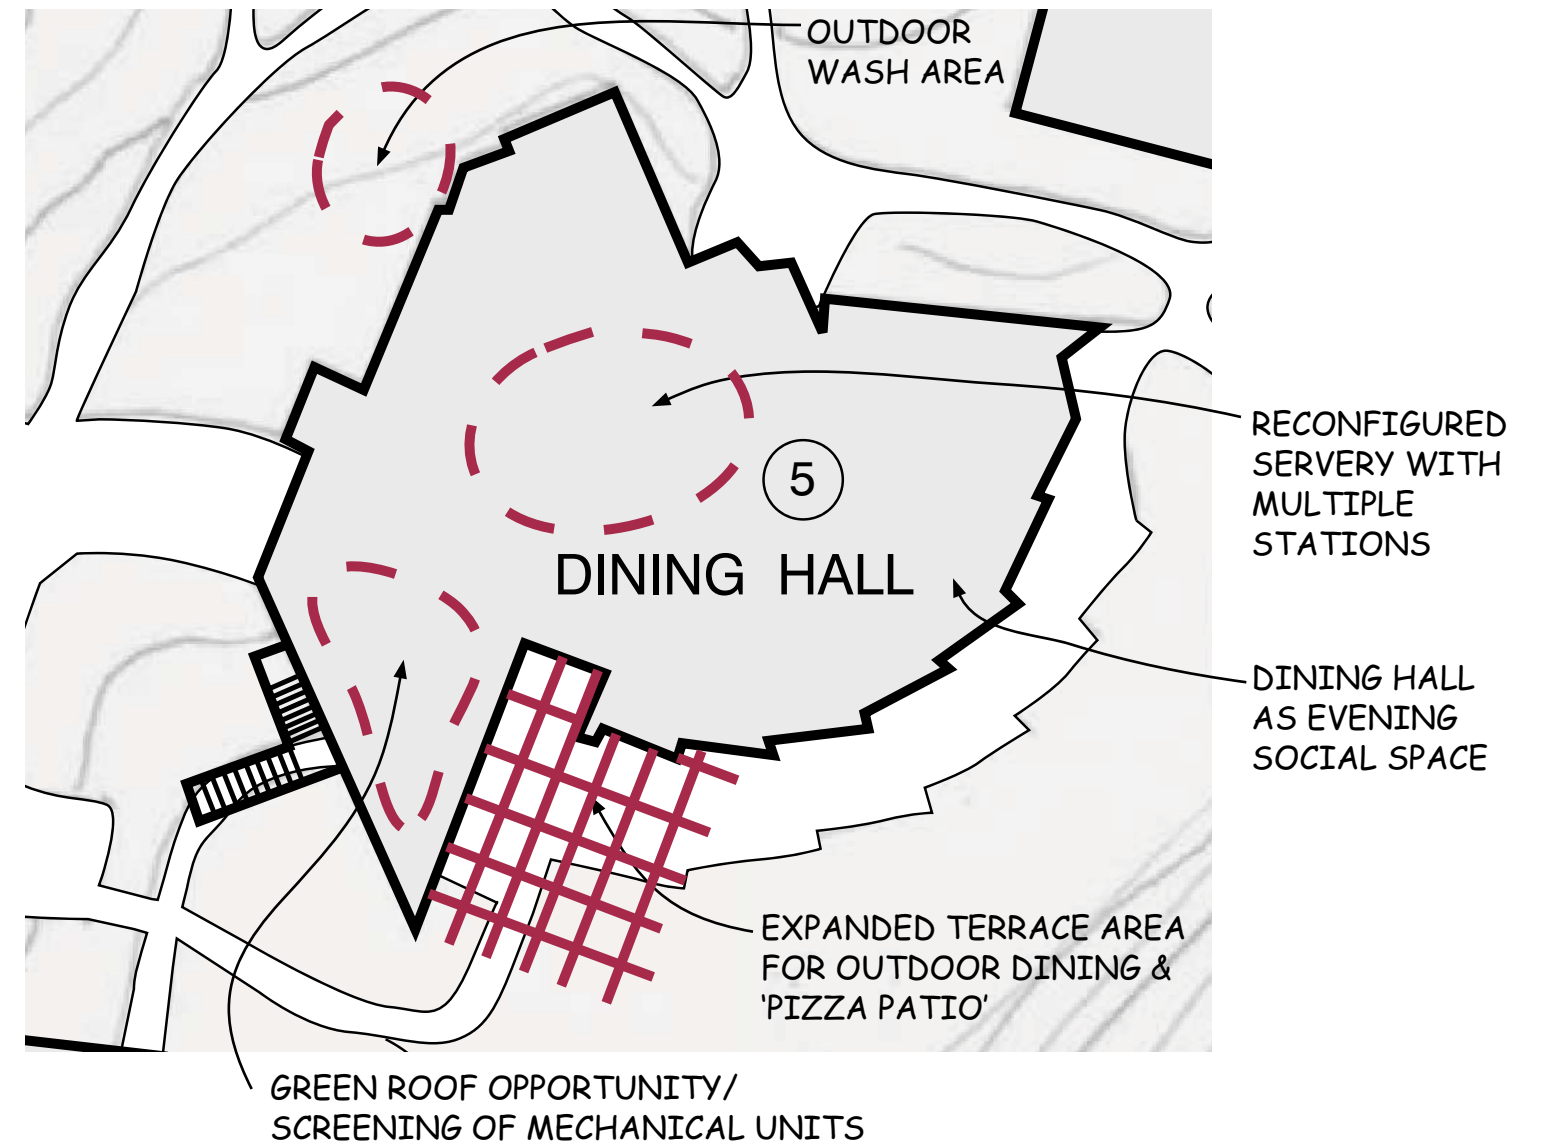 OUTDOOR
WASH AREA
RECONFIGURED
SERVERY WITH
MULTIPLE
STATIONS
5
DINING HALL
DINING HALL
AS EVENING
SOCIAL SPACE
EXPANDED TERRACE AREA
FOR OUTDOOR DINING &
‘PIZZA PATIO’
GREEN ROOF OPPORTUNITY/
SCREENING OF MECHANICAL UNITS